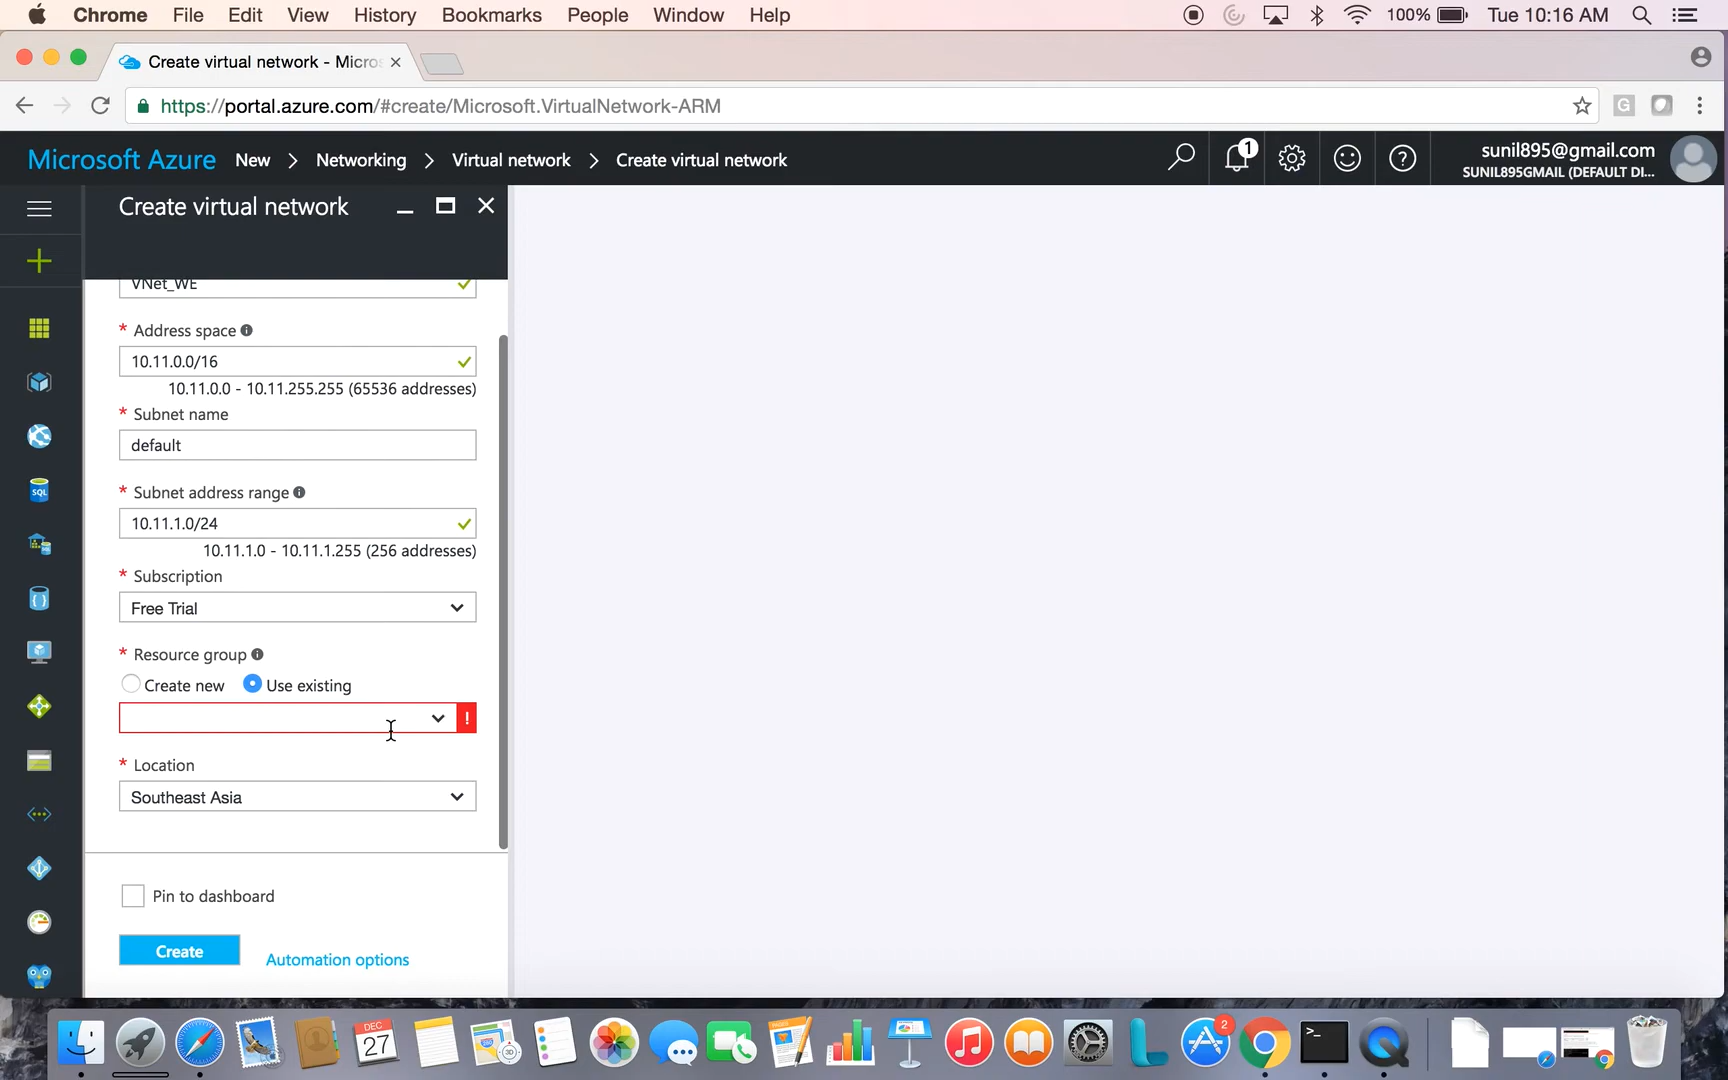 Chrome File Edit View History Bookmarks People Window Help 100% Tue 10:16 AM
Create virtual network - Micros
https://portal.azure.com/#create/Microsoft.VirtualNetwork-ARM
G
Microsoft Azure New > Networking > Virtual network > Create virtual network 1 ? sunil895@gmail.com
SUNIL895GMAIL (DEFAULT DI...
Create virtual network
VNet_WE
* Address space
10.11.0.0/16
10.11.0.0 - 10.11.255.255 (65536 addresses)
* Subnet name
default
SQL
* Subnet address range
10.11.1.0/24
10.11.1.0 - 10.11.1.255 (256 addresses)
* Subscription
Free Trial
* Resource group
Create new Use existing
!
* Location
Southeast Asia
Pin to dashboard
Create Automation options
DEC
27
3D
2
>_